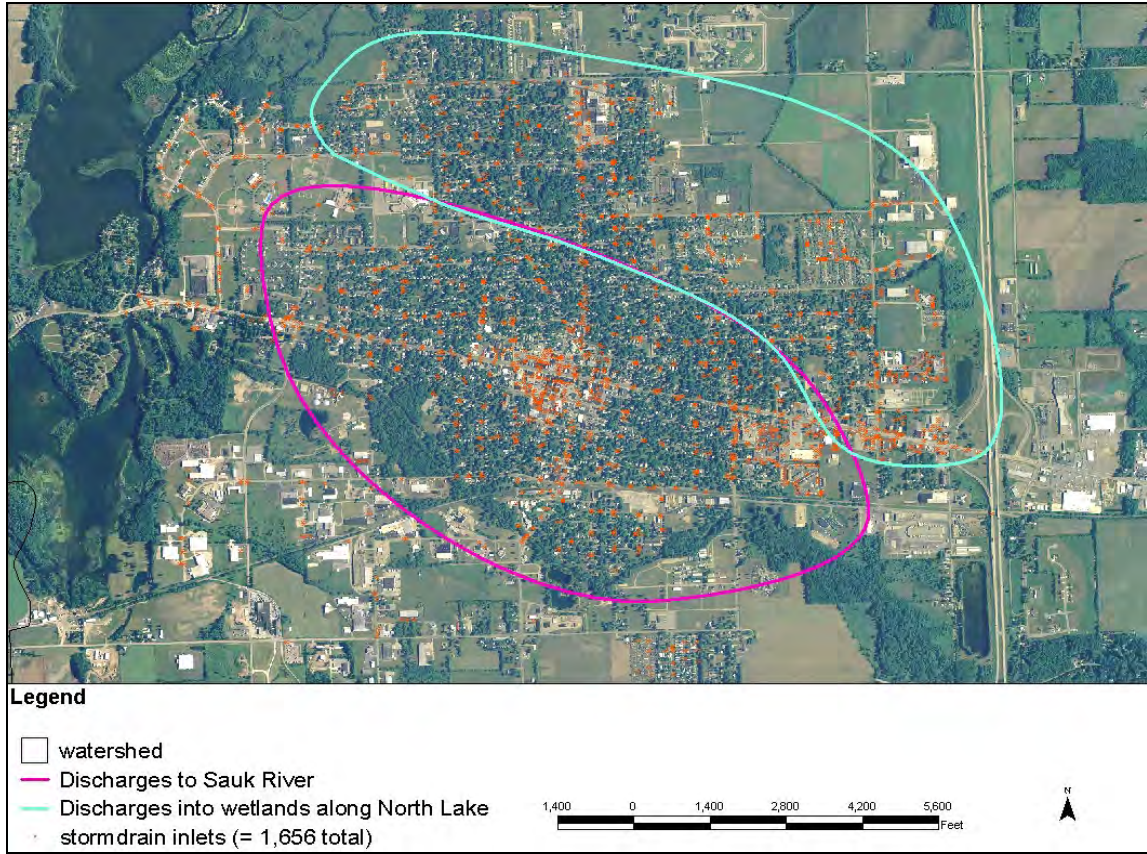 Legend
watershed
Discharges to Sauk River
Discharges into wetlands along North Lake
stormdrain inlets (= 1,656 total)
1,400 0 1,400 2,800 4,200 5,600
Feet
N